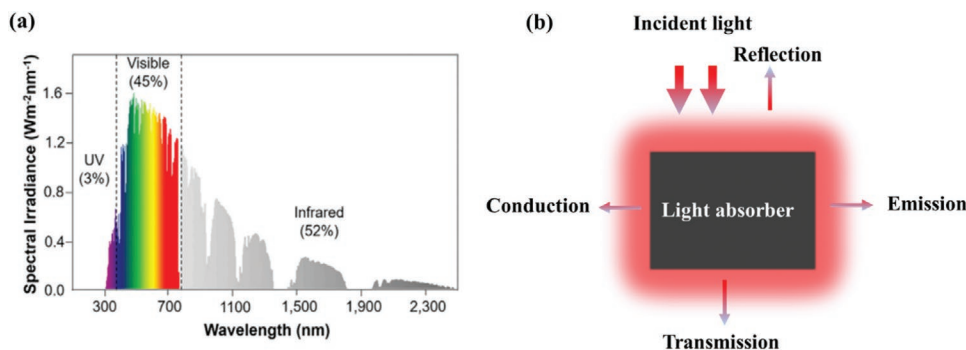 (a)
Spectral Irradiance (Wm-2nm-1)
1.6
1.2
0.8
0.4
0.0
UV
(3%)
Visible
(45%)
Infrared
(52%)
300
700
1100
1,500
1,900
2,300
Wavelength (nm)
(b)
Incident light
Reflection
Conduction
Light absorber
Emission
Transmission